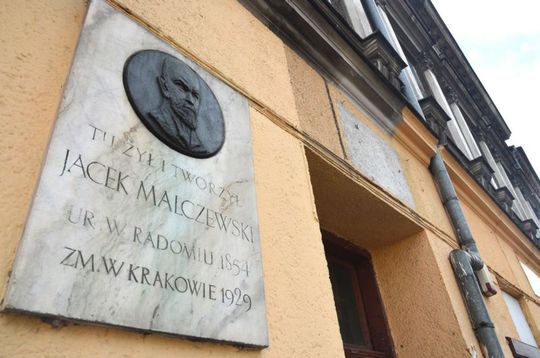 TU ŻYŁ I TWORZYŁ
JACEK MALCZEWSKI
UR. W RADOMIU 1854
ZM. W KRAKOWIE 1929